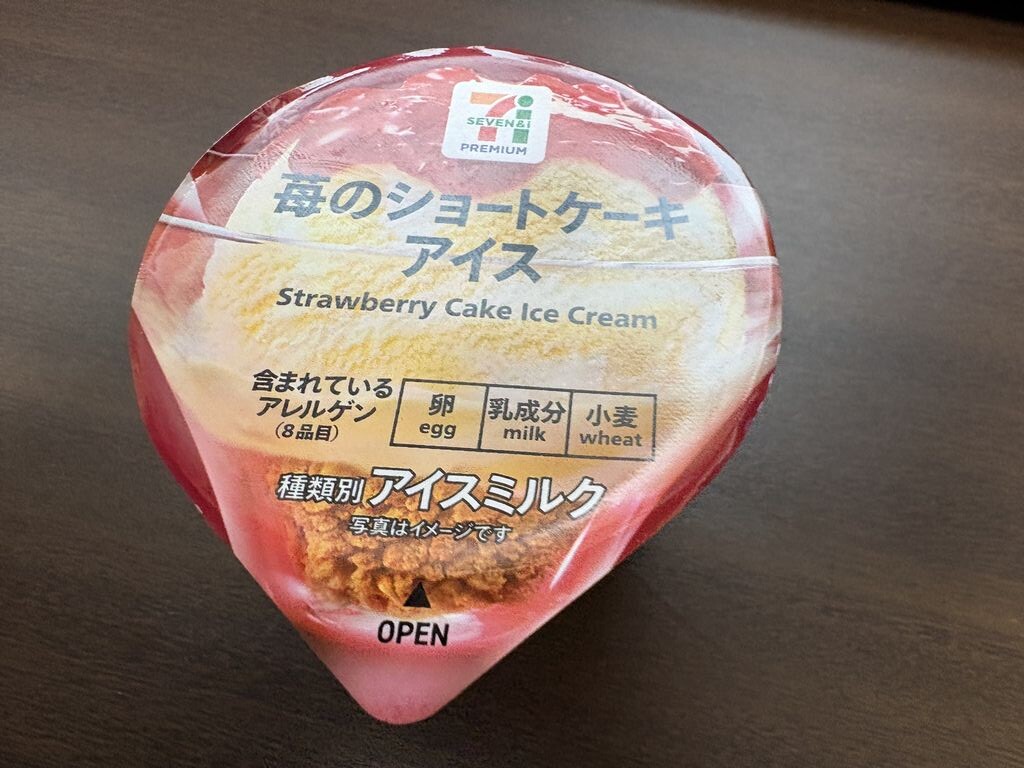 7i
SEVEN&i
PREMIUM
苺のショートケーキ
アイス
Strawberry Cake Ice Cream
含まれている
アレルゲン
(8品目)
卵 乳成分 小麦
egg milk wheat
種類別 アイスミルク
写真はイメージです
▲
OPEN